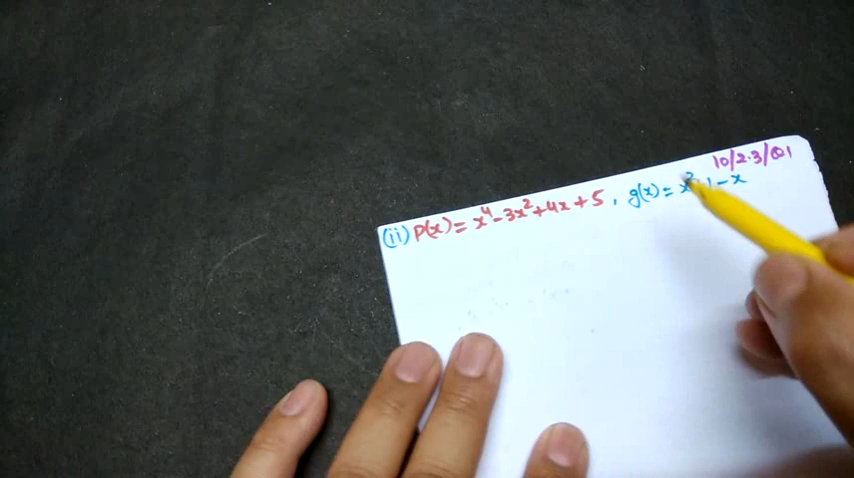 10/2.3/Q1
(ii) P(x) = x⁴-3x²+4x+5, g(x) = x² 1-x